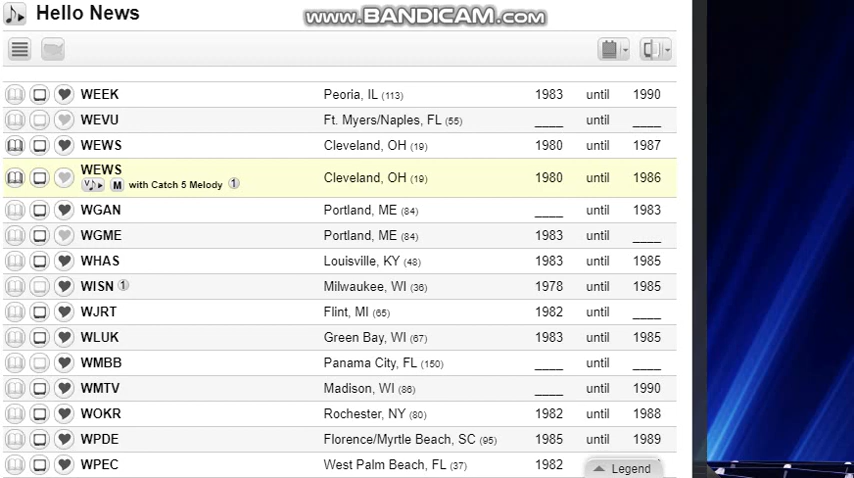 Hello News
www.BANDICAM.com
WEEK Peoria, IL (113) 1983 until 1990
WEVU Ft. Myers/Naples, FL (55) ____ until ____
WEWS Cleveland, OH (19) 1980 until 1987
WEWS Cleveland, OH (19) 1980 until 1986
V M with Catch 5 Melody 1
WGAN Portland, ME (84) ____ until 1983
WGME Portland, ME (84) 1983 until ____
WHAS Louisville, KY (48) 1983 until 1985
WISN 1 Milwaukee, WI (36) 1978 until 1985
WJRT Flint, MI (65) 1982 until ____
WLUK Green Bay, WI (67) 1983 until 1985
WMBB Panama City, FL (150) ____ until ____
WMTV Madison, WI (86) ____ until 1990
WOKR Rochester, NY (80) 1982 until 1988
WPDE Florence/Myrtle Beach, SC (95) 1985 until 1989
WPEC West Palm Beach, FL (37) 1982
Legend